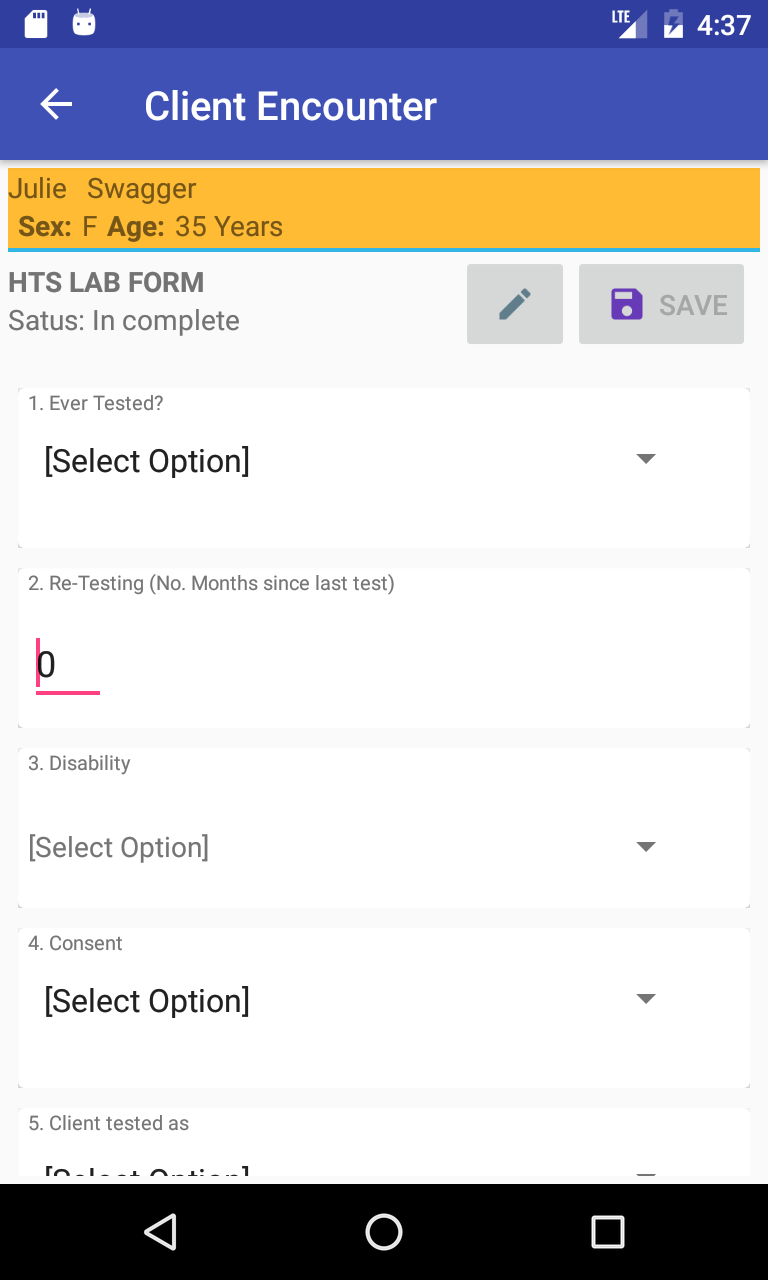 LTE 4:37
Client Encounter
Julie Swagger
Sex: F Age: 35 Years
HTS LAB FORM
Satus: In complete
SAVE
1. Ever Tested?
[Select Option]
2. Re-Testing (No. Months since last test)
0
3. Disability
[Select Option]
4. Consent
[Select Option]
5. Client tested as
[Select Option]